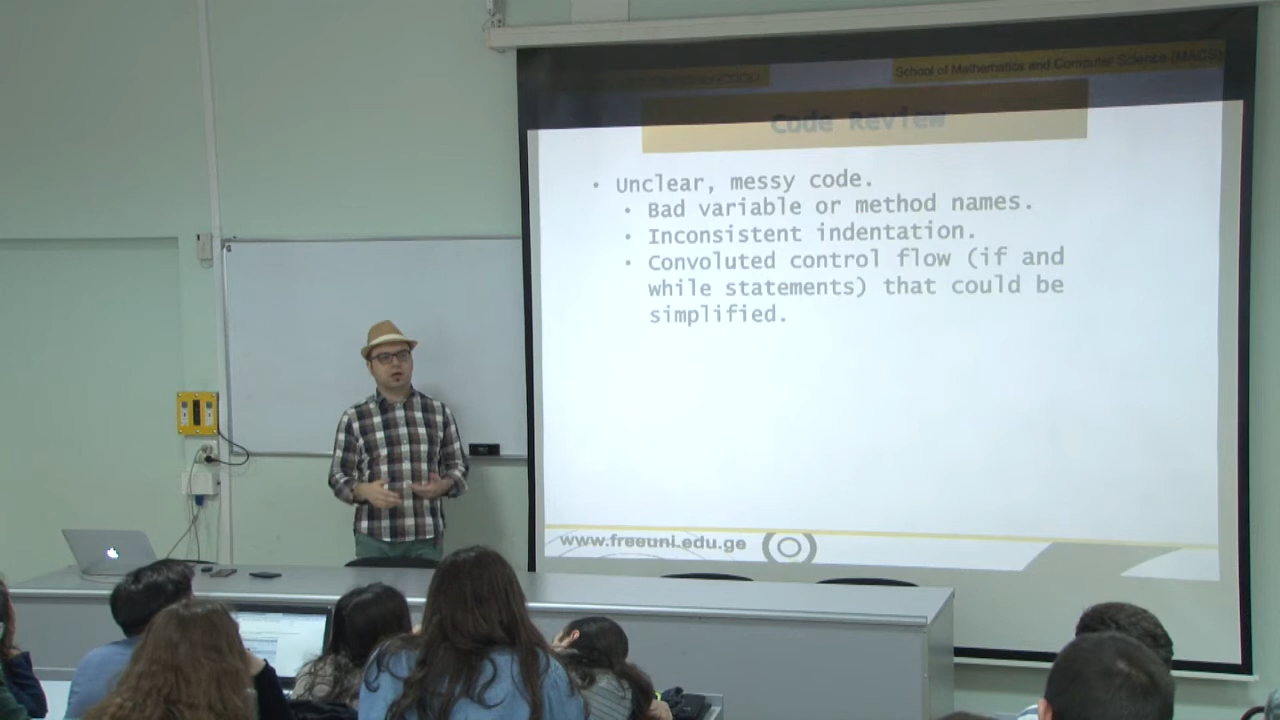 School of Mathematics and Computer Science (MACS)
Code Review
• Unclear, messy code.
• Bad variable or method names.
• Inconsistent indentation.
• Convoluted control flow (if and
while statements) that could be
simplified.
www.freeuni.edu.ge